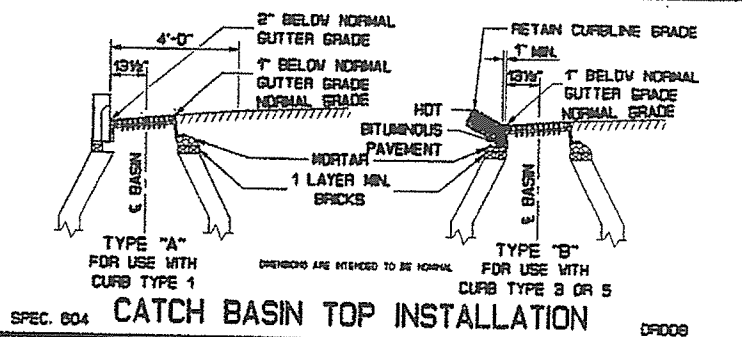 2" BELOW NORMAL
GUTTER GRADE
4'-0"
13½"
1" BELOW NORMAL
GUTTER GRADE
NORMAL GRADE
RETAIN CURBLINE GRADE
1" MIN.
13½"
1" BELOW NORMAL
GUTTER GRADE
NORMAL GRADE
HOT
BITUMINOUS
PAVEMENT
MORTAR
1 LAYER MIN.
BRICKS
℄ BASIN
℄ BASIN
TYPE "A"
FOR USE WITH
CURB TYPE 1
DIMENSIONS ARE INTENDED TO BE NOMINAL
TYPE "B"
FOR USE WITH
CURB TYPE 3 OR 5
SPEC. 604
CATCH BASIN TOP INSTALLATION
DR008